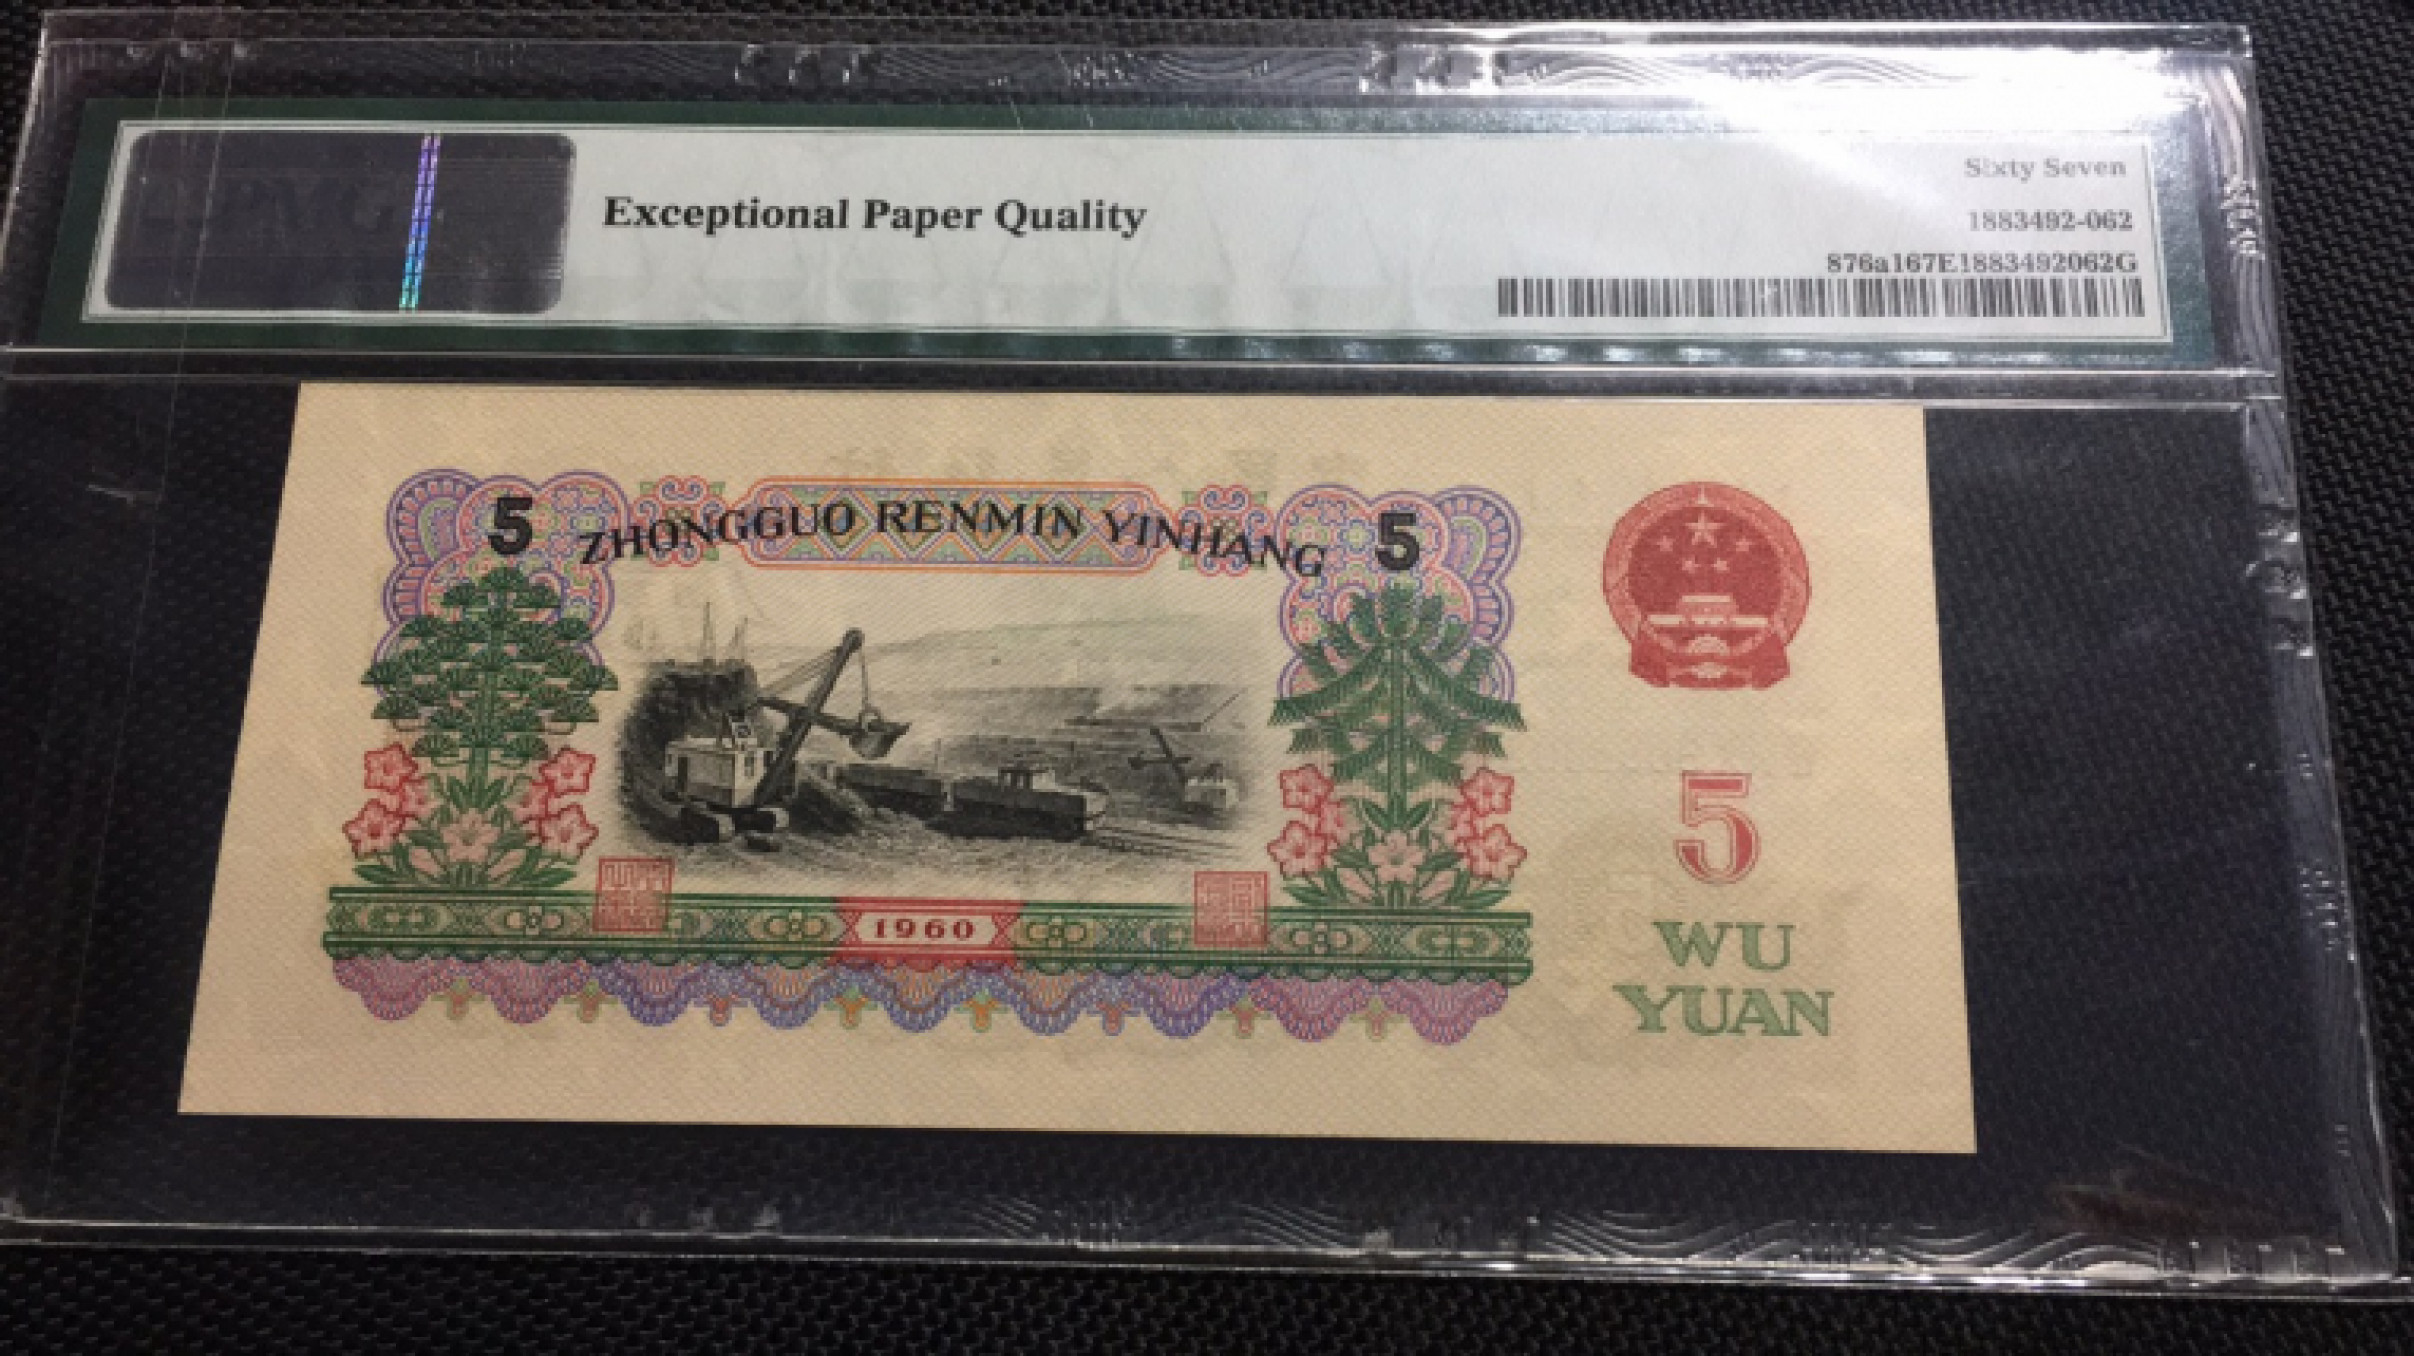 Exceptional Paper Quality
Sixty Seven
1883492-062
876a167E1883492062G
5 ZHONGGUO RENMIN YINHANG 5
1960
5
WU
YUAN